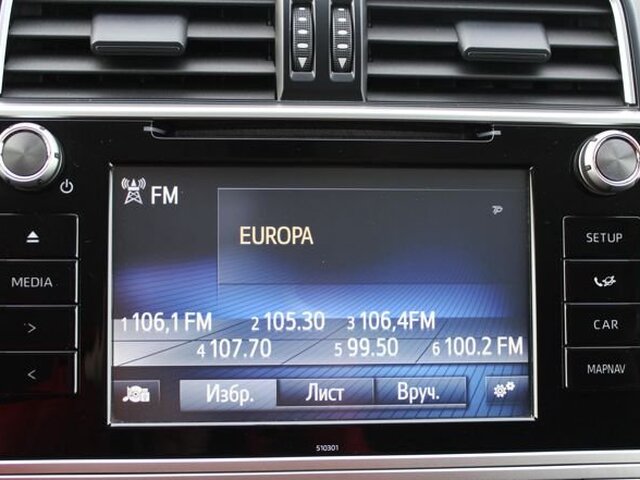 FM
TP
EUROPA
1 106,1 FM 2 105.30 3 106,4FM
4 107.70 5 99.50 6 100.2 FM
Избр. Лист Вруч.
MEDIA
>
<
SETUP
CAR
MAPNAV
510301